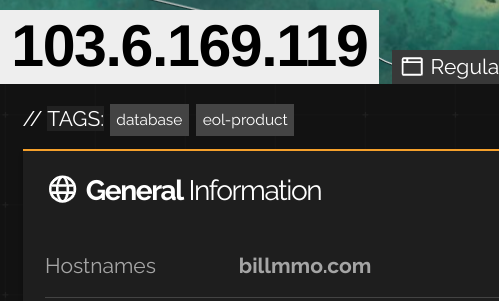 103.6.169.119
Regula
// TAGS: database eol-product
General Information
Hostnames billmmo.com